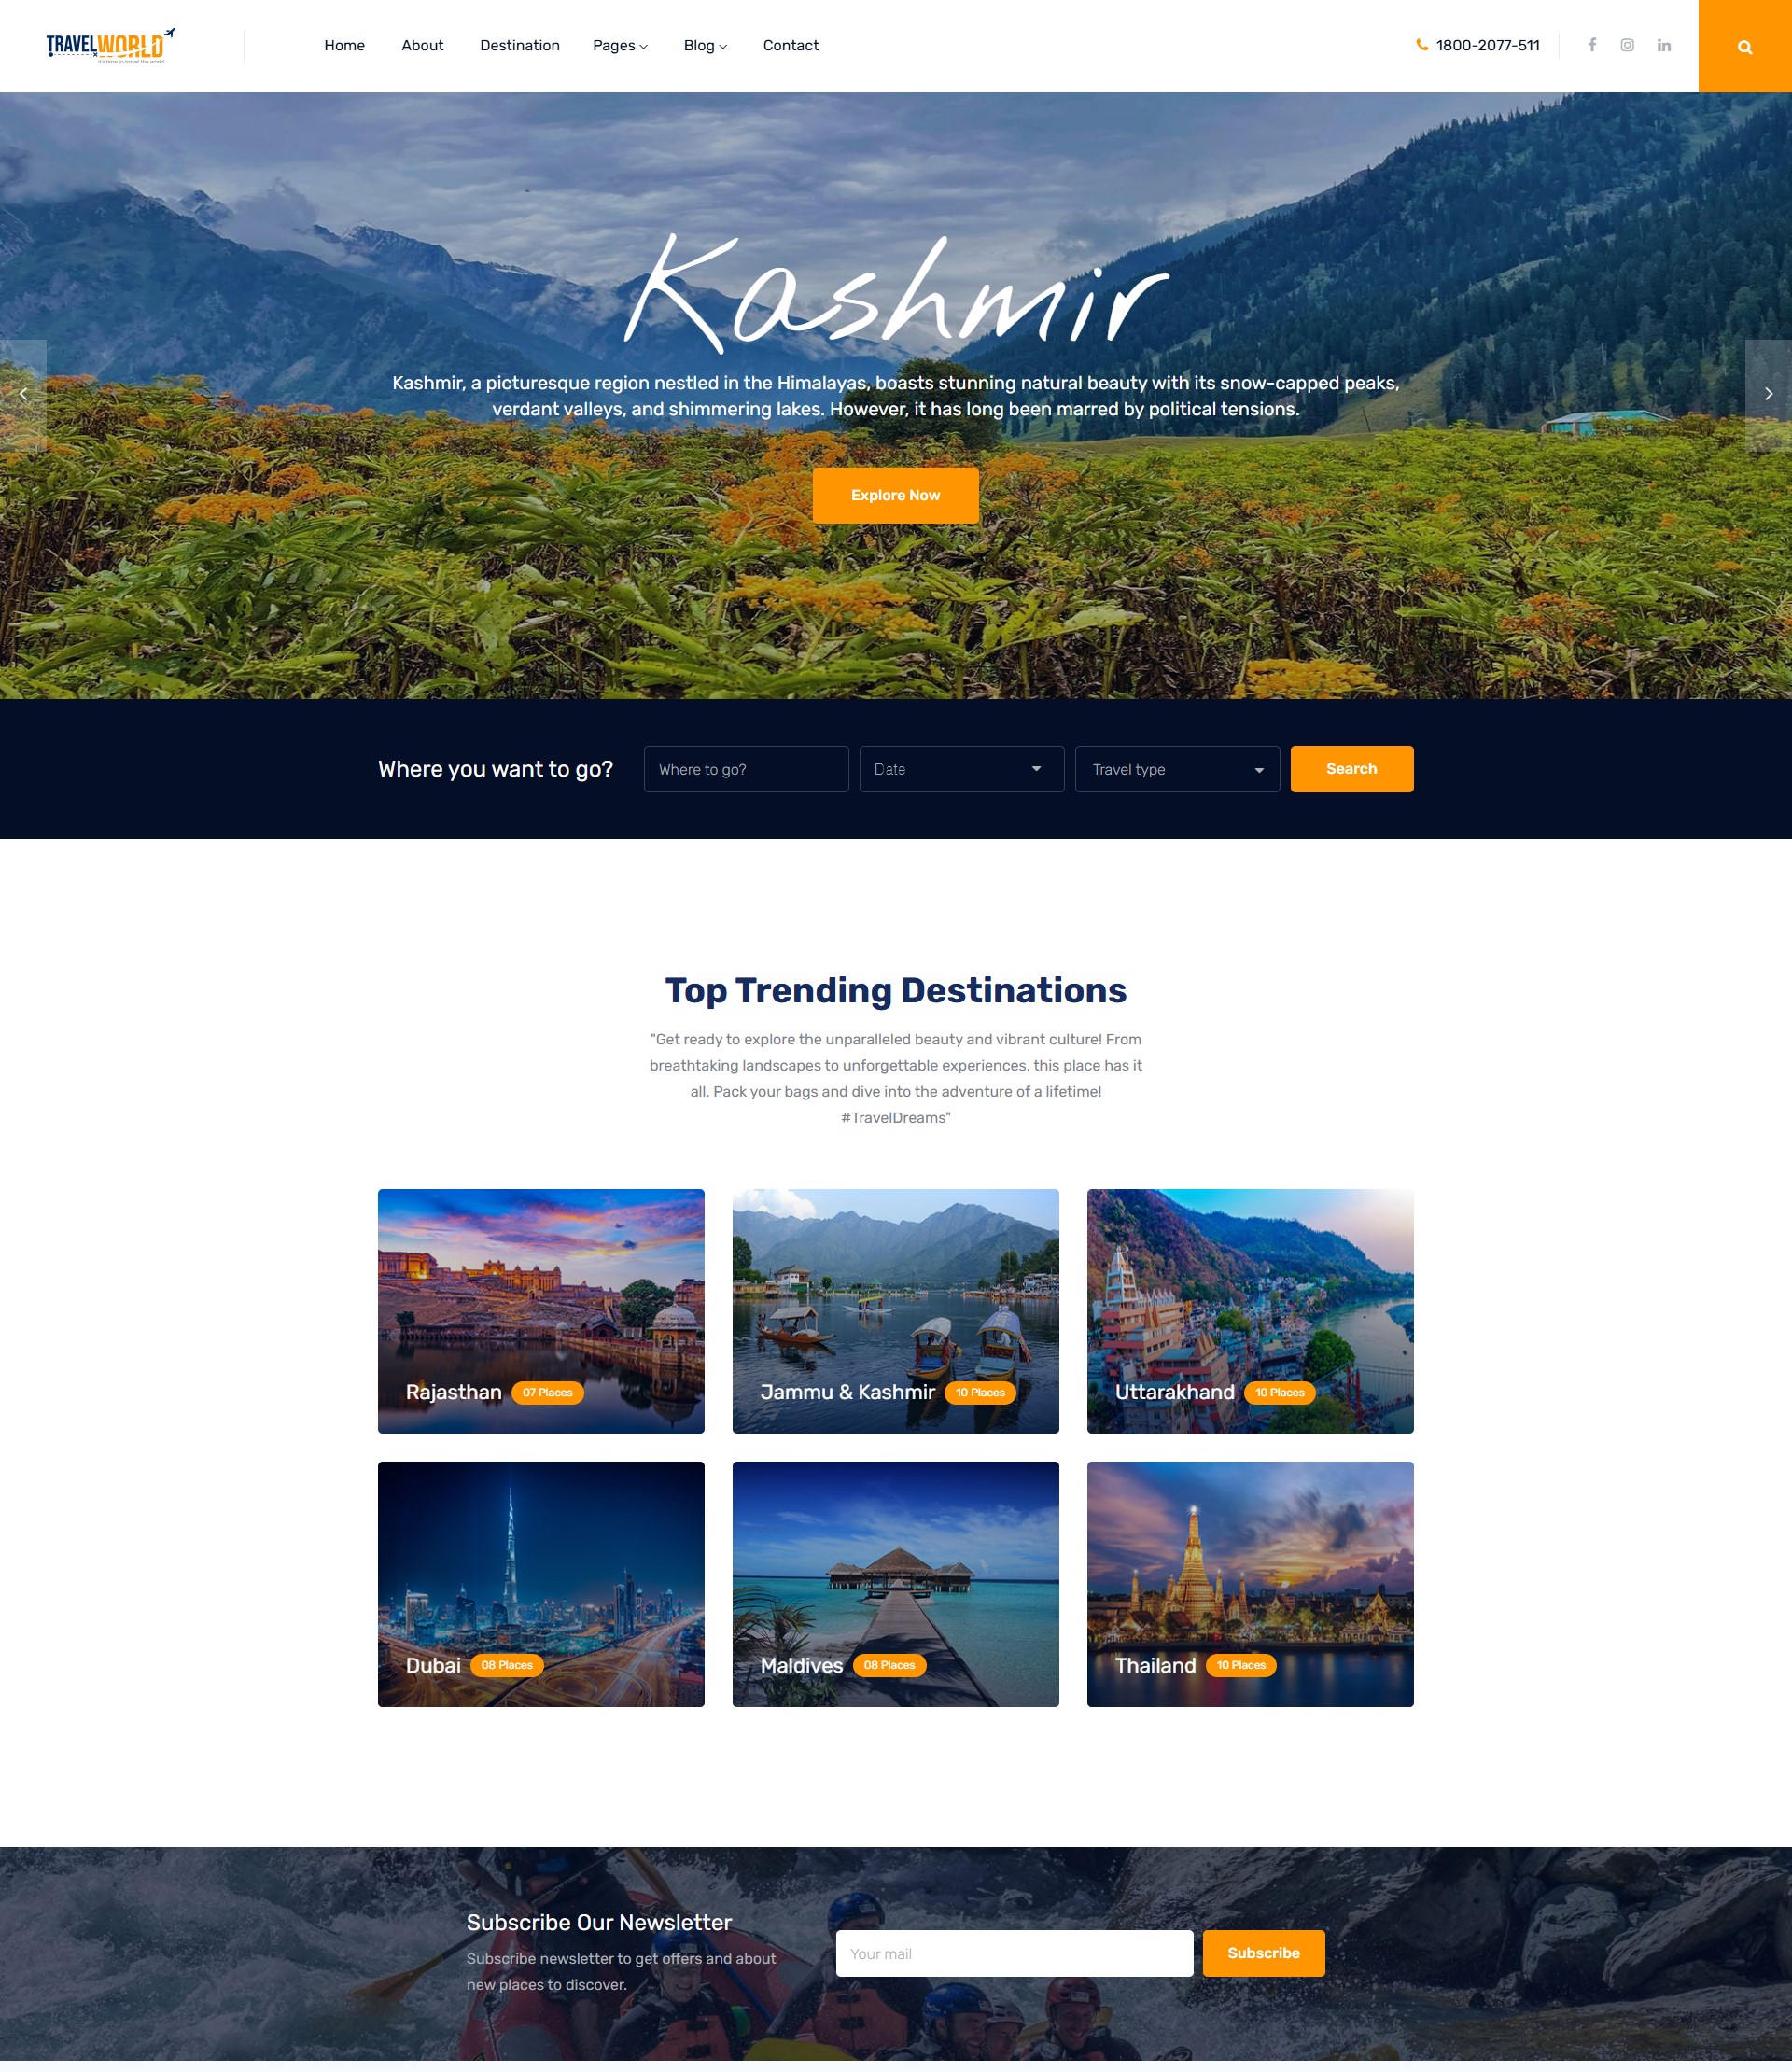 TRAVELWORLD
it's time to travel the world
Home About Destination Pages Blog Contact
1800-2077-511
Kashmir
Kashmir, a picturesque region nestled in the Himalayas, boasts stunning natural beauty with its snow-capped peaks,
verdant valleys, and shimmering lakes. However, it has long been marred by political tensions.
Explore Now
Where you want to go? Where to go? Date Travel type Search
Top Trending Destinations
"Get ready to explore the unparalleled beauty and vibrant culture! From
breathtaking landscapes to unforgettable experiences, this place has it
all. Pack your bags and dive into the adventure of a lifetime!
#TravelDreams"
Rajasthan 07 Places
Jammu & Kashmir 10 Places
Uttarakhand 10 Places
Dubai 08 Places
Maldives 08 Places
Thailand 10 Places
Subscribe Our Newsletter
Subscribe newsletter to get offers and about
new places to discover.
Your mail
Subscribe